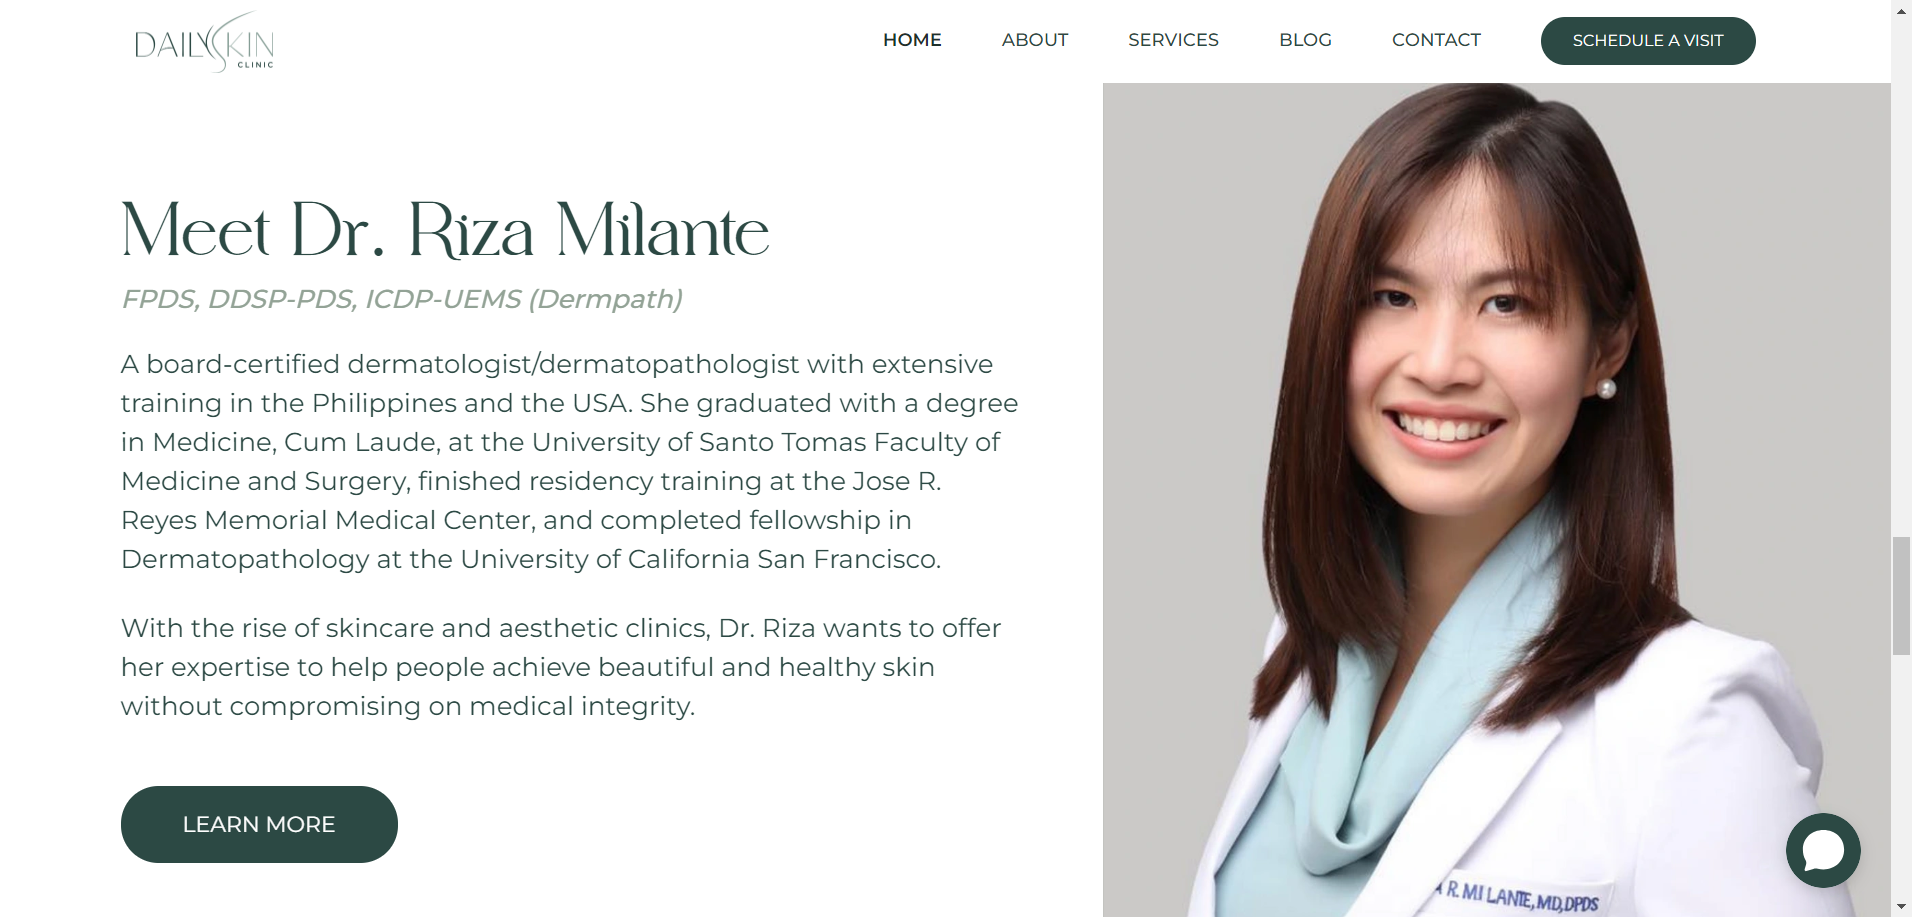 DAILYSKIN
CLINIC
HOME
ABOUT
SERVICES
BLOG
CONTACT
SCHEDULE A VISIT
Meet Dr. Riza Milante
FPDS, DDSP-PDS, ICDP-UEMS (Dermpath)
A board-certified dermatologist/dermatopathologist with extensive
training in the Philippines and the USA. She graduated with a degree
in Medicine, Cum Laude, at the University of Santo Tomas Faculty of
Medicine and Surgery, finished residency training at the Jose R.
Reyes Memorial Medical Center, and completed fellowship in
Dermatopathology at the University of California San Francisco.
With the rise of skincare and aesthetic clinics, Dr. Riza wants to offer
her expertise to help people achieve beautiful and healthy skin
without compromising on medical integrity.
LEARN MORE
A R. MILANTE, MD, DPDS